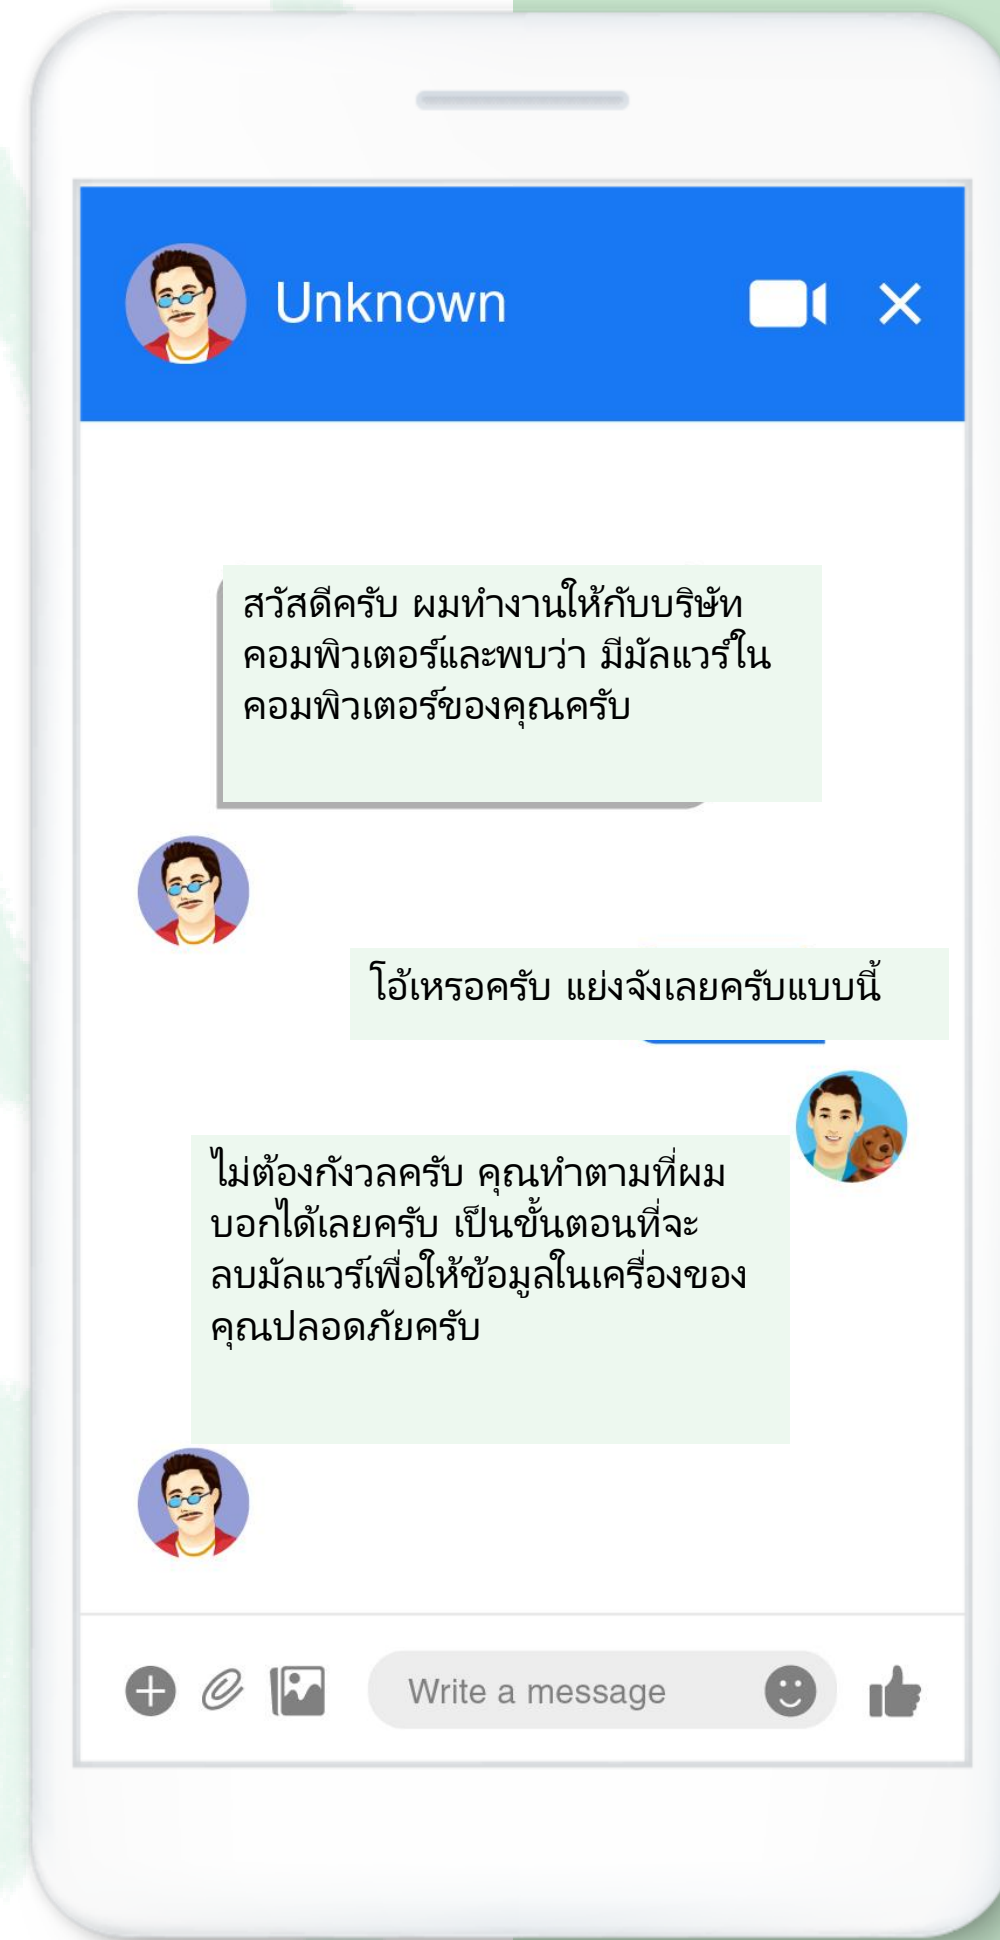 Unknown
สวัสดีครับ ผมทำงานให้กับบริษัท
คอมพิวเตอร์และพบว่า มีมัลแวร์ใน
คอมพิวเตอร์ของคุณครับ
โอ้เหรอครับ แย่งจังเลยครับแบบนี้
ไม่ต้องกังวลครับ คุณทำตามที่ผม
บอกได้เลยครับ เป็นขั้นตอนที่จะ
ลบมัลแวร์เพื่อให้ข้อมูลในเครื่องของ
คุณปลอดภัยครับ
Write a message